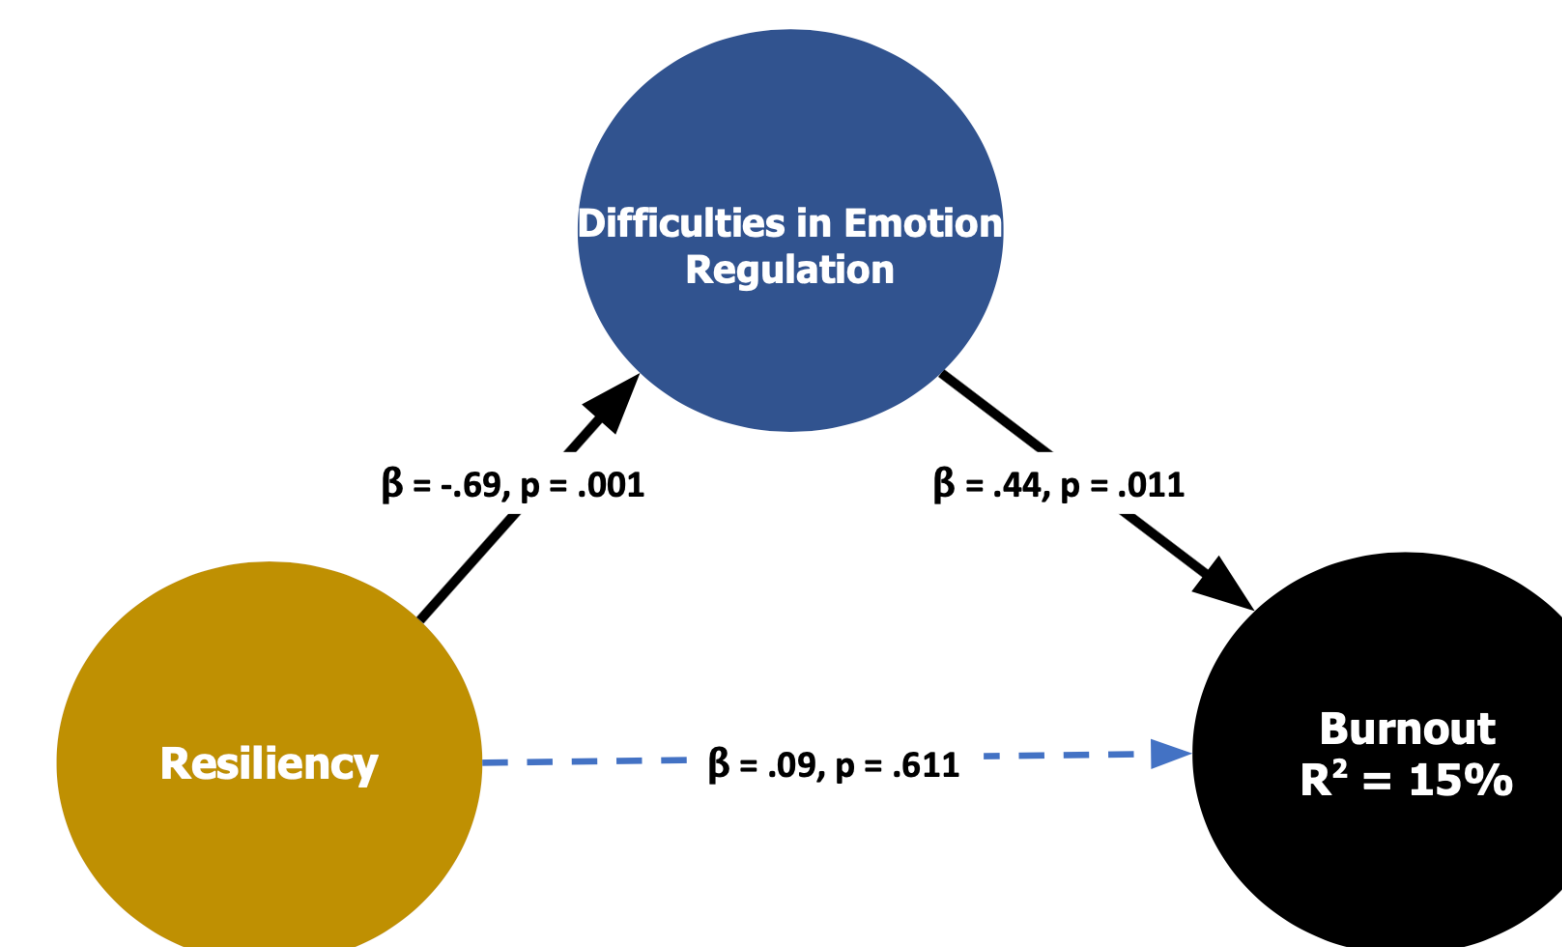 Difficulties in Emotion
Regulation
β = -.69, p = .001
β = .44, p = .011
Resiliency
β = .09, p = .611
Burnout
R² = 15%